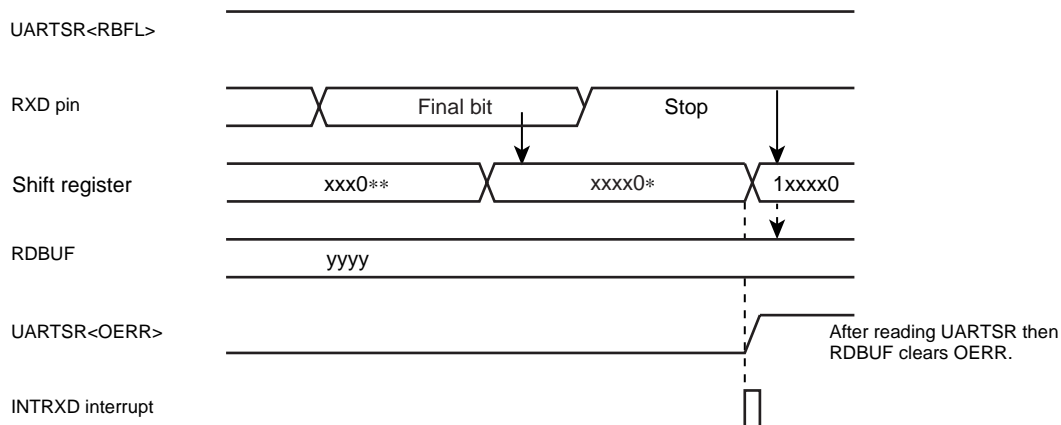 UARTSR<RBFL>
RXD pin
Final bit
Stop
Shift register
xxx0**
xxxx0*
1xxxx0
RDBUF
yyyy
UARTSR<OERR>
After reading UARTSR then
RDBUF clears OERR.
INTRXD interrupt